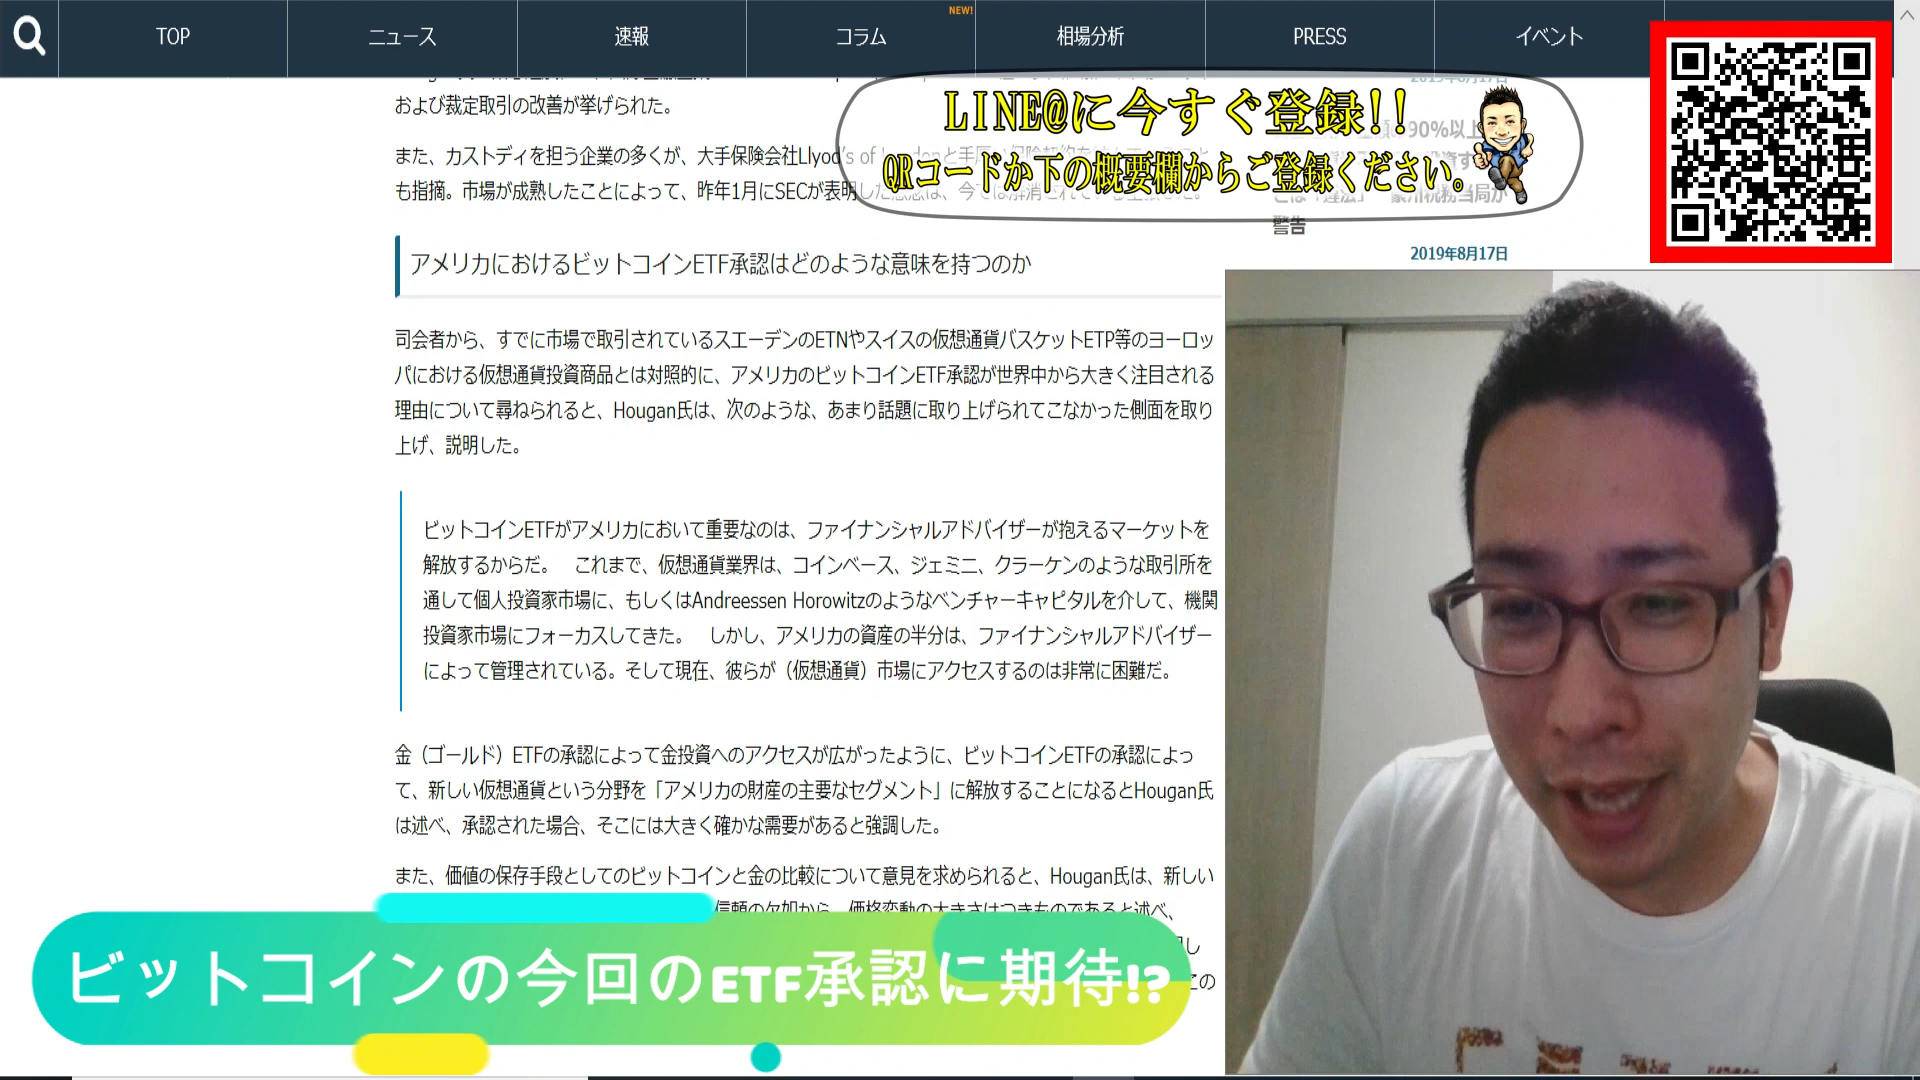 TOP
ニュース
速報
NEW!
コラム
相場分析
PRESS
イベント
および裁定取引の改善が挙げられた。
また、カストディを担う企業の多くが、大手保険会社Llyod's of
も指摘。市場が成熟したことによって、昨年1月にSECが表明し
LINE@に今すぐ登録!!
QRコードか下の概要欄からご登録ください。
90%以上
警告
2019年8月17日
アメリカにおけるビットコインETF承認はどのような意味を持つのか
司会者から、すでに市場で取引されているスエーデンのETNやスイスの仮想通貨バスケットETP等のヨーロッ
パにおける仮想通貨投資商品とは対照的に、アメリカのビットコインETF承認が世界中から大きく注目される
理由について尋ねられると、Hougan氏は、次のような、あまり話題に取り上げられてこなかった側面を取り
上げ、説明した。
ビットコインETFがアメリカにおいて重要なのは、ファイナンシャルアドバイザーが抱えるマーケットを
解放するからだ。 これまで、仮想通貨業界は、コインベース、ジェミニ、クラーケンのような取引所を
通して個人投資家市場に、もしくはAndreessen Horowitzのようなベンチャーキャピタルを介して、機関
投資家市場にフォーカスしてきた。 しかし、アメリカの資産の半分は、ファイナンシャルアドバイザー
によって管理されている。そして現在、彼らが（仮想通貨）市場にアクセスするのは非常に困難だ。
金（ゴールド）ETFの承認によって金投資へのアクセスが広がったように、ビットコインETFの承認によっ
て、新しい仮想通貨という分野を「アメリカの財産の主要なセグメント」に解放することになるとHougan氏
は述べ、承認された場合、そこには大きく確かな需要があると強調した。
また、価値の保存手段としてのビットコインと金の比較について意見を求められると、Hougan氏は、新しい
信頼の欠如から、価格変動の大きさはつきものであると述べ、
ビットコインの今回のETF承認に期待!?